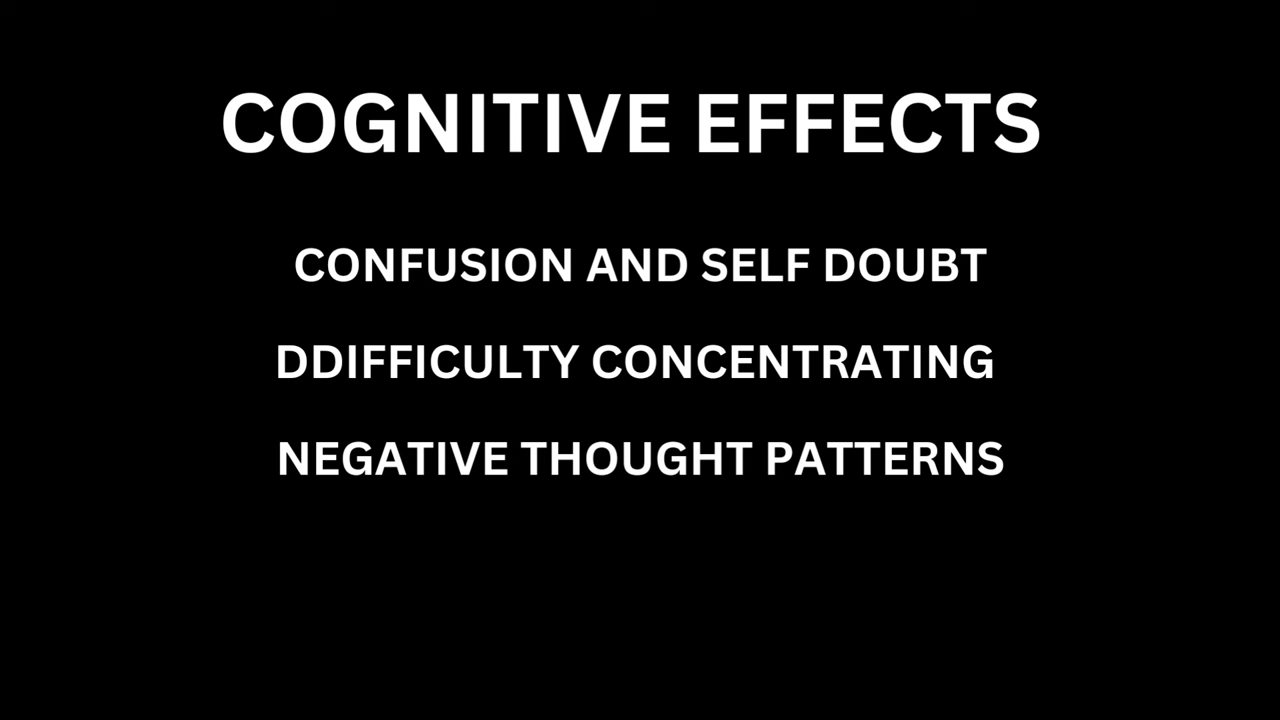 COGNITIVE EFFECTS
CONFUSION AND SELF DOUBT
DDIFFICULTY CONCENTRATING
NEGATIVE THOUGHT PATTERNS